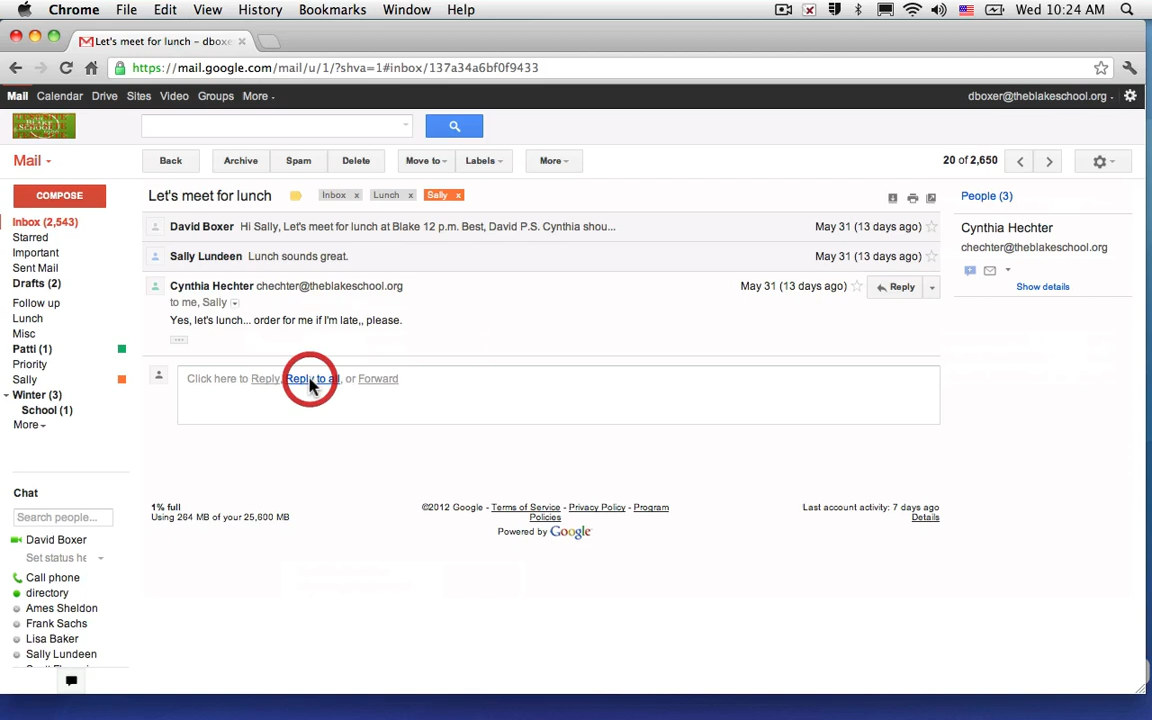 Chrome File Edit View History Bookmarks Window Help Wed 10:24 AM
Let's meet for lunch - dboxe
https://mail.google.com/mail/u/1/?shva=1#inbox/137a34a6bf0f9433
Mail Calendar Drive Sites Video Groups More dboxer@theblakeschool.org
Mail Back Archive Spam Delete Move to Labels More 20 of 2,650
COMPOSE
Let's meet for lunch Inbox x Lunch x Sally x
People (3)
Inbox (2,543)
Starred
Important
Sent Mail
Drafts (2)
Follow up
Lunch
Misc
Patti (1)
Priority
Sally
Winter (3)
School (1)
More
David Boxer Hi Sally, Let's meet for lunch at Blake 12 p.m. Best, David P.S. Cynthia shou... May 31 (13 days ago)
Sally Lundeen Lunch sounds great. May 31 (13 days ago)
Cynthia Hechter chechter@theblakeschool.org May 31 (13 days ago) Reply
to me, Sally
Yes, let's lunch... order for me if I'm late,, please.
...
Click here to Reply, Reply to all, or Forward
Cynthia Hechter
chechter@theblakeschool.org
Show details
Chat
Search people...
David Boxer
Set status he
Call phone
directory
Ames Sheldon
Frank Sachs
Lisa Baker
Sally Lundeen
1% full
Using 264 MB of your 25,600 MB
©2012 Google - Terms of Service - Privacy Policy - Program
Policies
Powered by Google
Last account activity: 7 days ago
Details